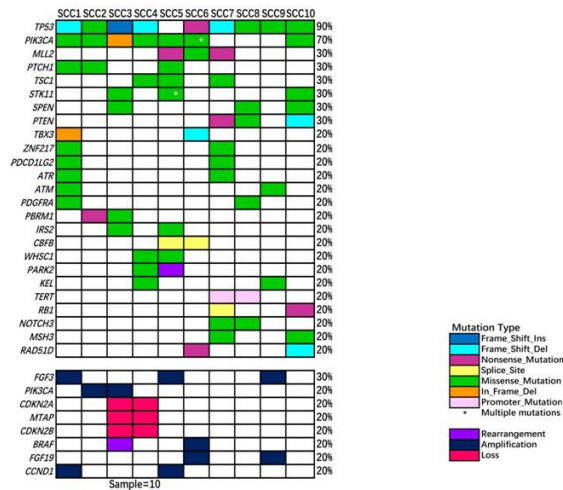 SCC1 SCC2 SCC3 SCC4 SCC5 SCC6 SCC7 SCC8 SCC9 SCC10
TP53 90%
PIK3CA * 70%
MLL2 30%
PTCH1 30%
TSC1 30%
STK11 * 30%
SPEN 30%
PTEN 30%
TBX3 20%
ZNF217 20%
PDCD1LG2 20%
ATR 20%
ATM 20%
PDGFRA 20%
PBRM1 20%
IRS2 20%
CBFB 20%
WHSC1 20%
PARK2 20%
KEL 20%
TERT 20%
RB1 20%
NOTCH3 20%
MSH3 20%
RAD51D 20%
FGF3 30%
PIK3CA 20%
CDKN2A 20%
MTAP 20%
CDKN2B 20%
BRAF 20%
FGF19 20%
CCND1 20%
Sample=10
Mutation Type
Frame_Shift_Ins
Frame_Shift_Del
Nonsense_Mutation
Splice_Site
Missense_Mutation
In_Frame_Del
Promoter_Mutation
* Multiple mutations
Rearrangement
Amplification
Loss